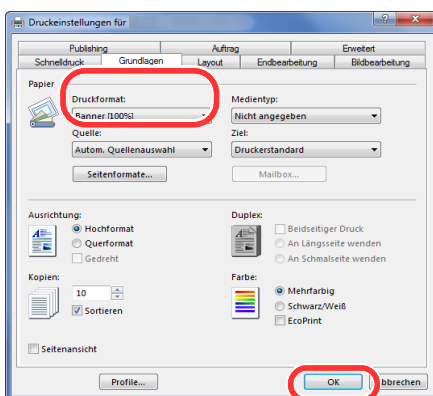 Druckeinstellungen für
Publishing Auftrag Erweitert
Schnelldruck Grundlagen Layout Endbearbeitung Bildbearbeitung
Papier
Druckformat: Medientyp:
Banner [100%] Nicht angegeben
Quelle: Ziel:
Autom. Quellenauswahl Druckerstandard
Seitenformate... Mailbox...
Ausrichtung: Duplex:
Hochformat Beidseitiger Druck
Querformat An Längsseite wenden
Gedreht An Schmalseite wenden
Kopien: Farbe:
10 Mehrfarbig
Sortieren Schwarz/Weiß
EcoPrint
Seitenansicht
Profile... OK bbrechen